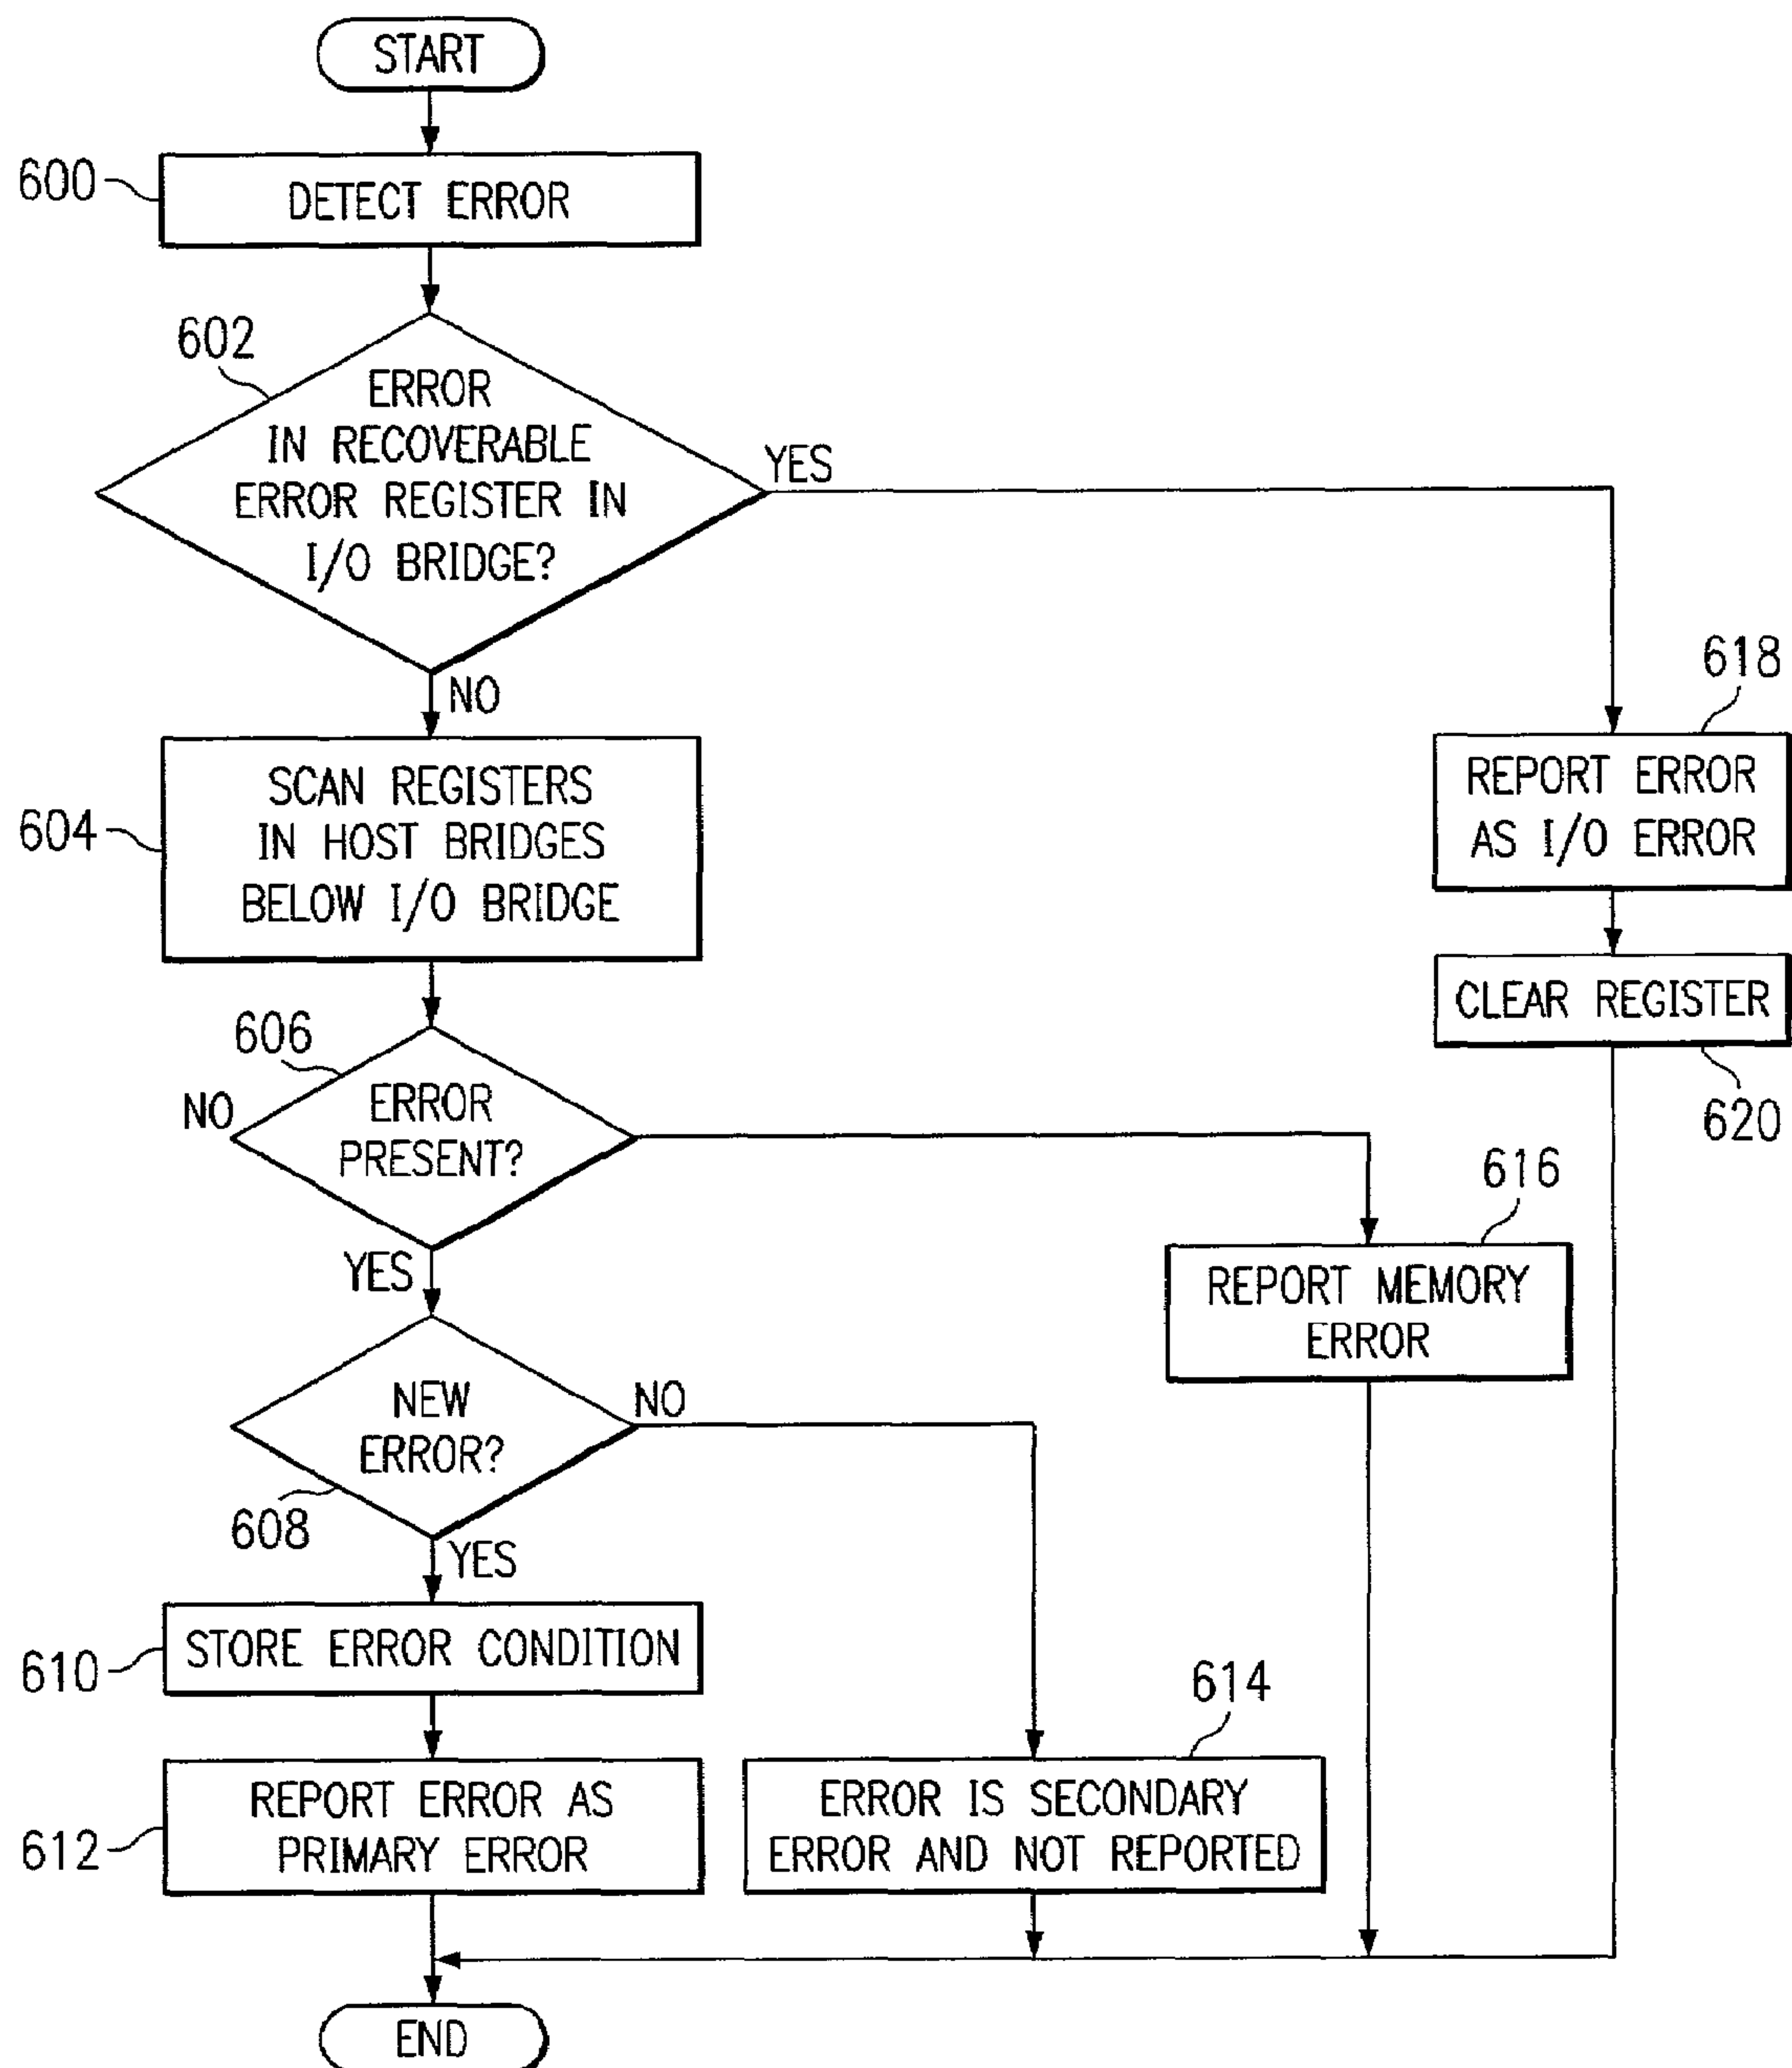 START
600
DETECT ERROR
602
ERROR
IN RECOVERABLE
ERROR REGISTER IN
I/O BRIDGE?
YES
NO
604
SCAN REGISTERS
IN HOST BRIDGES
BELOW I/O BRIDGE
618
REPORT ERROR
AS I/O ERROR
CLEAR REGISTER
620
606
NO
ERROR
PRESENT?
YES
616
REPORT MEMORY
ERROR
NEW
ERROR?
NO
608
YES
610
STORE ERROR CONDITION
614
612
REPORT ERROR AS
PRIMARY ERROR
ERROR IS SECONDARY
ERROR AND NOT REPORTED
END